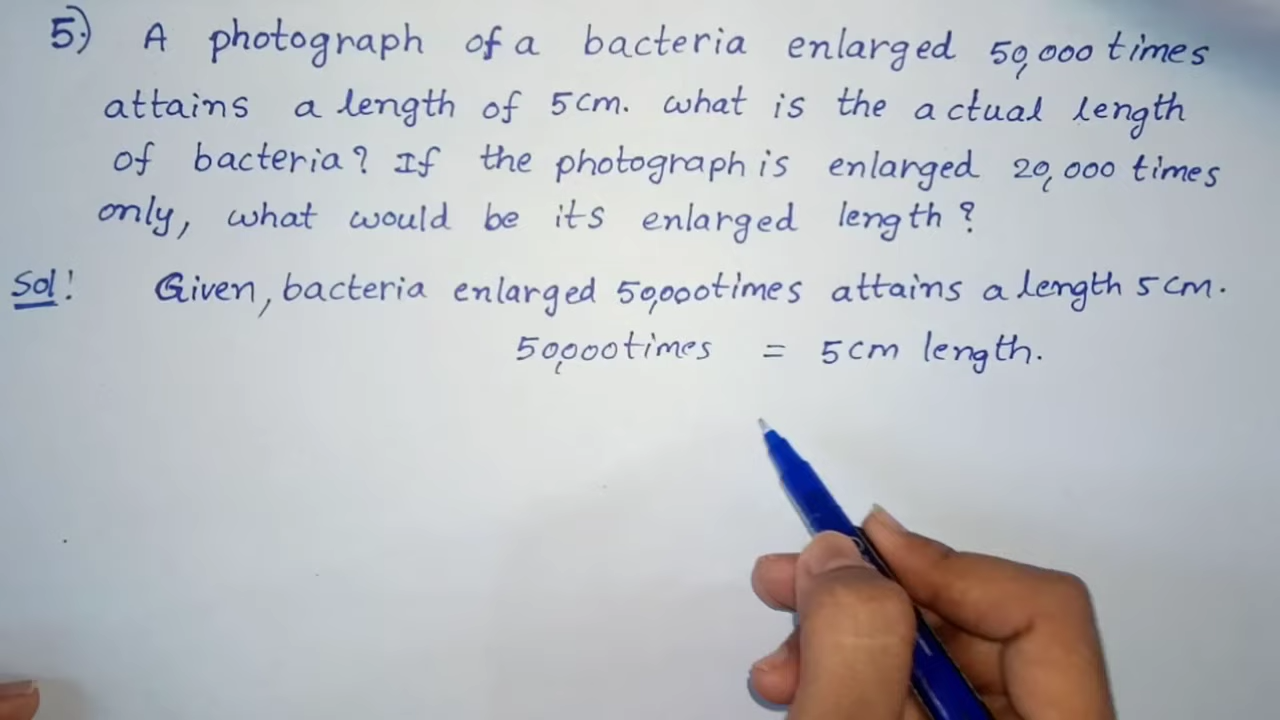 5.) A photograph of a bacteria enlarged 50,000 times
attains a length of 5cm. what is the actual length
of bacteria? If the photograph is enlarged 20,000 times
only, what would be its enlarged length?
Sol! Given, bacteria enlarged 50,000times attains a length 5cm.
50,000times = 5cm length.